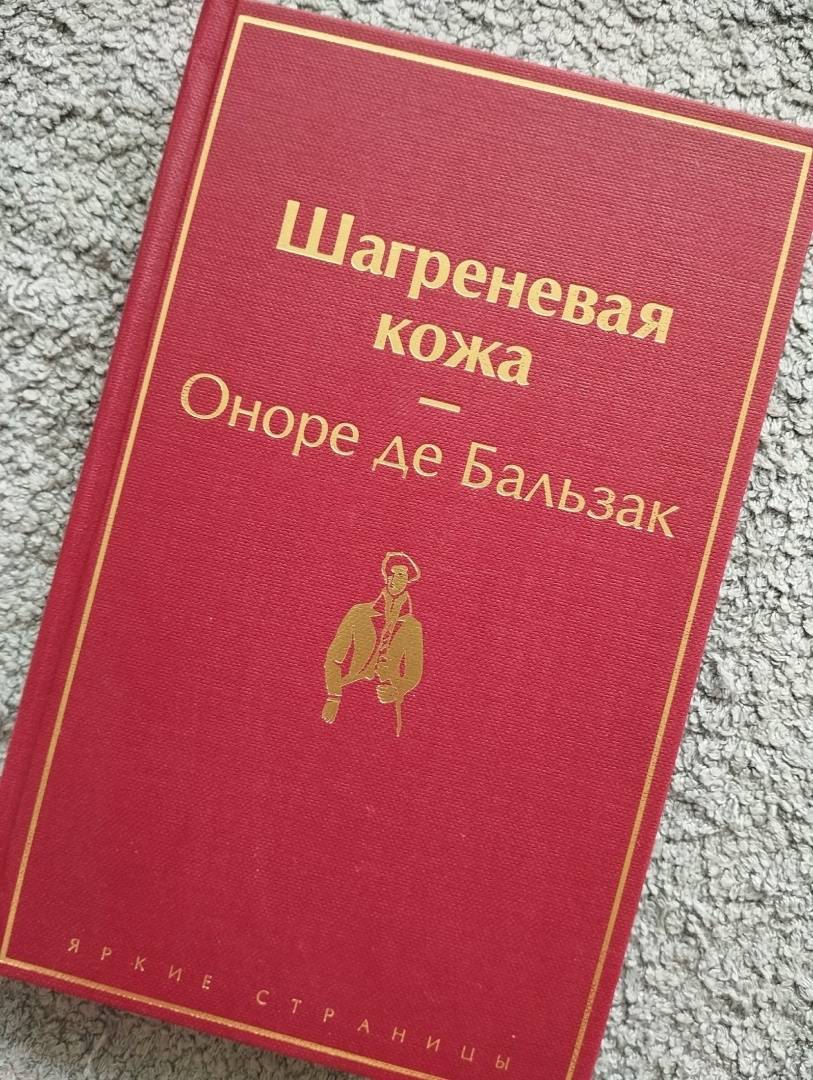 Шагреневая
кожа
–
Оноре де Бальзак
ЯРКИЕ СТРАНИЦЫ